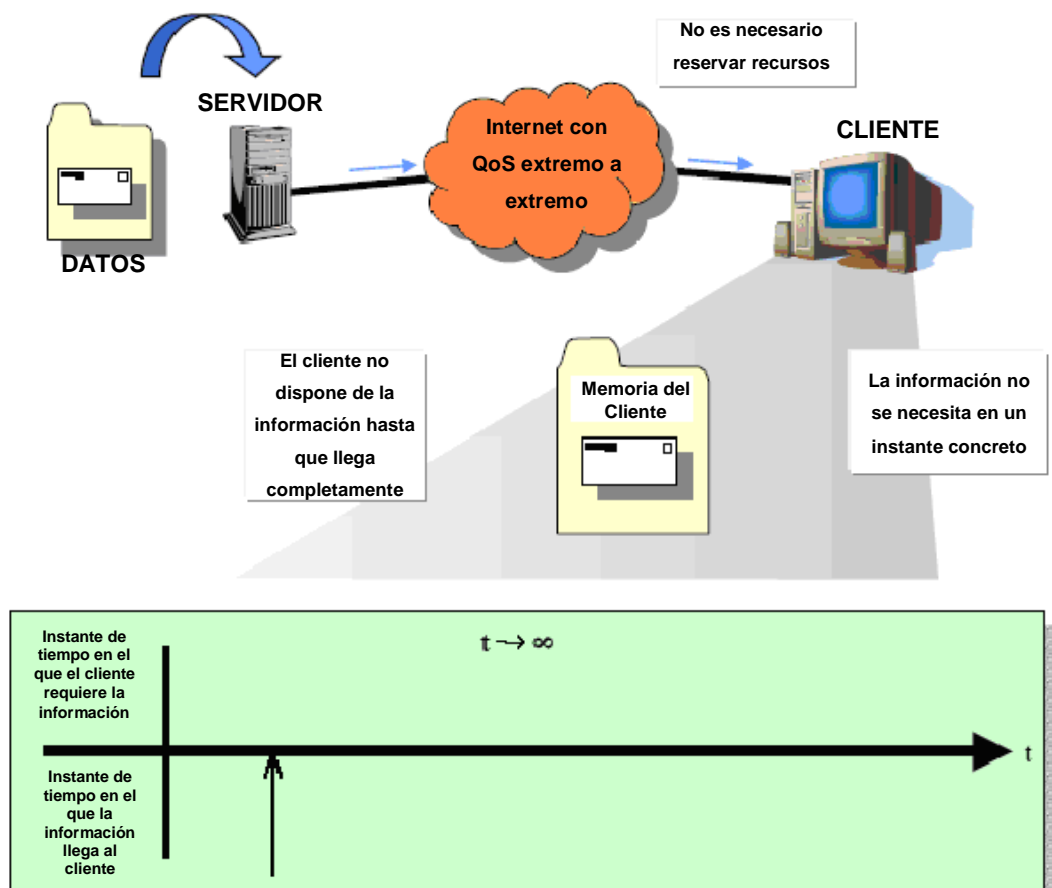 No es necesario
reservar recursos
SERVIDOR
CLIENTE
Internet con
QoS extremo a
extremo
DATOS
El cliente no
dispone de la
información hasta
que llega
completamente
Memoria del
Cliente
La información no
se necesita en un
instante concreto
Instante de
tiempo en el
que el cliente
requiere la
información
t → ∞
t
Instante de
tiempo en el
que la
información
llega al
cliente